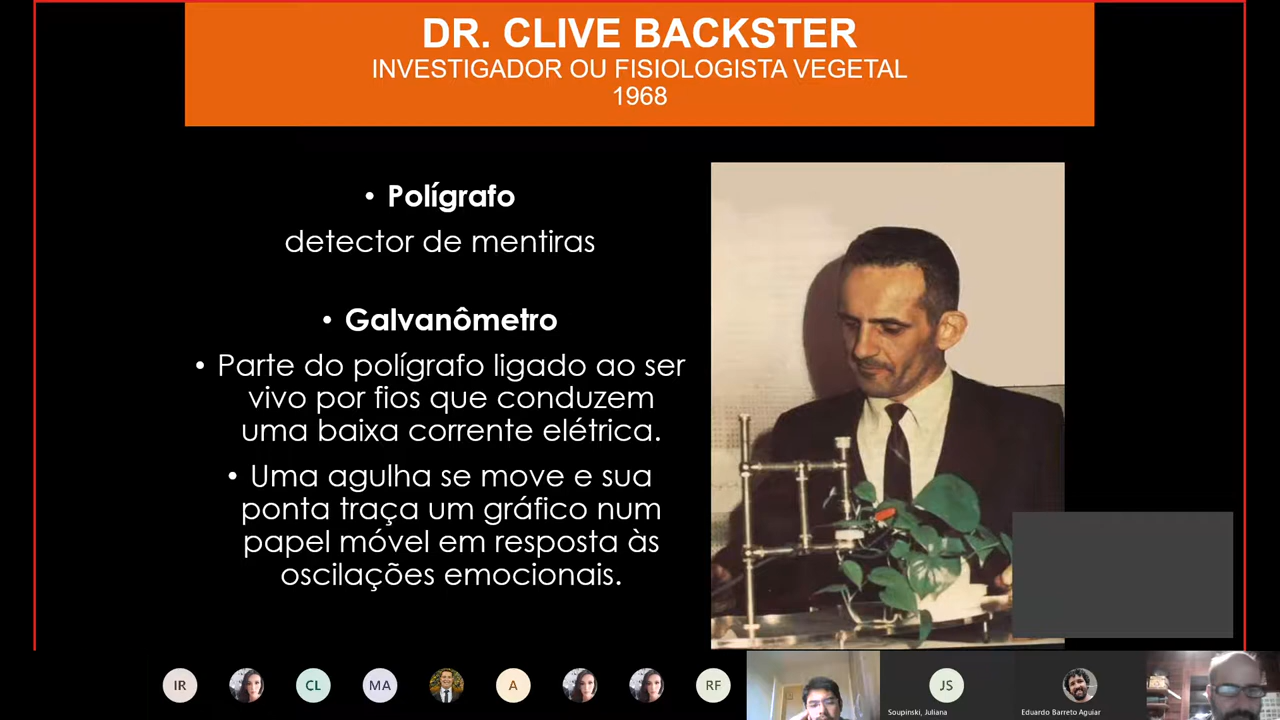 DR. CLIVE BACKSTER
INVESTIGADOR OU FISIOLOGISTA VEGETAL
1968
• Polígrafo
detector de mentiras
• Galvanômetro
• Parte do polígrafo ligado ao ser
vivo por fios que conduzem
uma baixa corrente elétrica.
• Uma agulha se move e sua
ponta traça um gráfico num
papel móvel em resposta às
oscilações emocionais.
IR
CL
MA
A
RF
JS
Soupinski, Juliana
Eduardo Barreto Aguiar